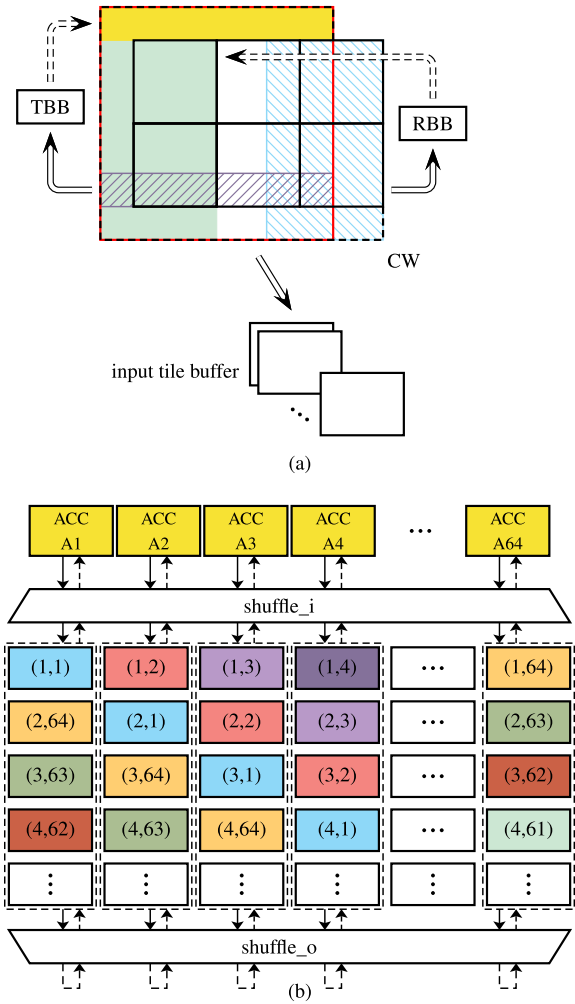 TBB
RBB
CW
input tile buffer
(a)
ACC ACC ACC ACC ... ACC
A1 A2 A3 A4 A64
shuffle_i
(1,1) (1,2) (1,3) (1,4) ... (1,64)
(2,64) (2,1) (2,2) (2,3) ... (2,63)
(3,63) (3,64) (3,1) (3,2) ... (3,62)
(4,62) (4,63) (4,64) (4,1) ... (4,61)
shuffle_o
(b)